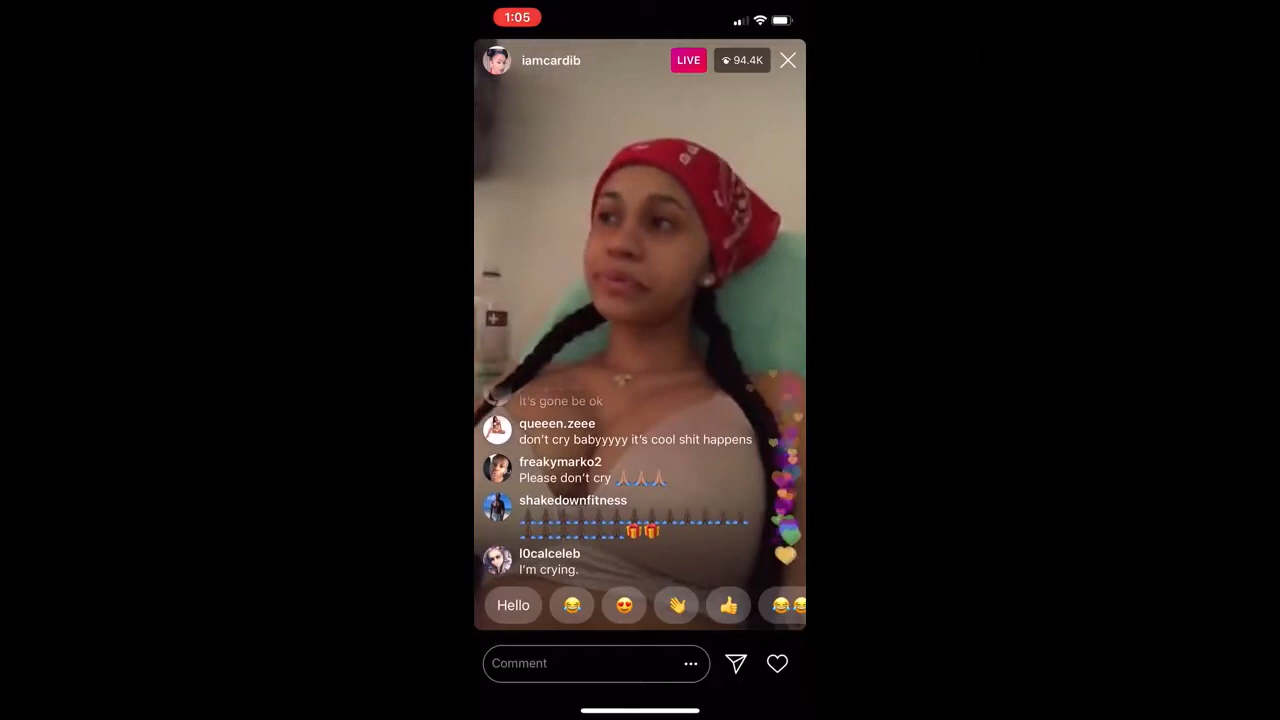 1:05
iamcardib
LIVE
94.4K
It's gone be ok
queeen.zeee
don't cry babyyyyy it's cool shit happens
freakymarko2
Please don't cry 🙏🙏🙏
shakedownfitness
🎁🎁
l0calceleb
I'm crying.
Hello
Comment